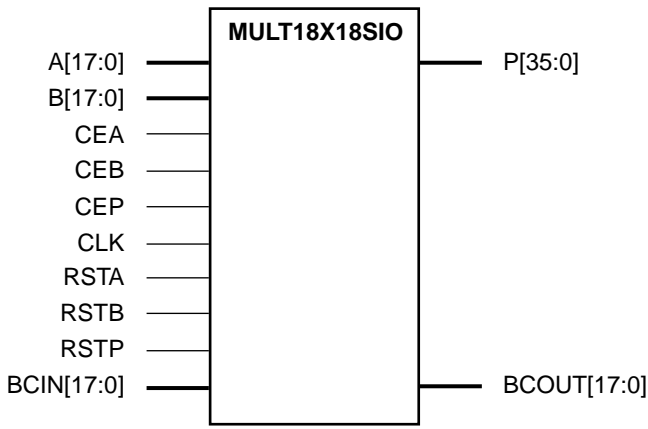 MULT18X18SIO
A[17:0]
P[35:0]
B[17:0]
CEA
CEB
CEP
CLK
RSTA
RSTB
RSTP
BCIN[17:0]
BCOUT[17:0]